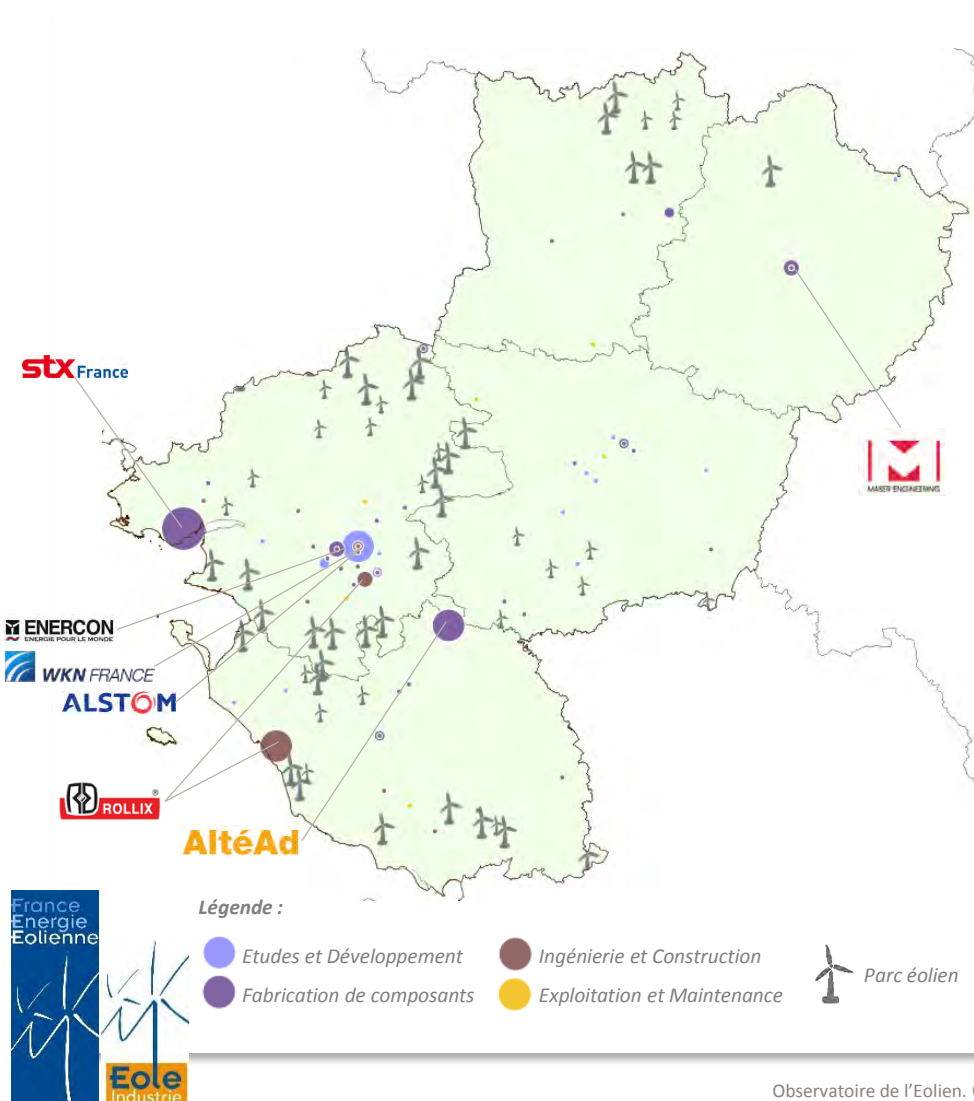 stx France
MASER ENGINEERING
ENERCON
ENERGIE POUR LE MONDE
WKN FRANCE
ALSTOM
ROLLIX
®
AltéAd
France
Energie
Eolienne
Eole
Industrie
Légende :
Etudes et Développement
Ingénierie et Construction
Parc éolien
Fabrication de composants
Exploitation et Maintenance
Observatoire de l'Eolien.